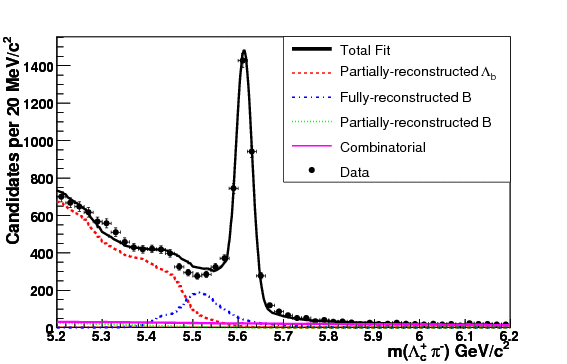 Candidates per 20 MeV/c²
1400
1200
1000
800
600
400
200
0
5.2 5.3 5.4 5.5 5.6 5.7 5.8 5.9 6 6.1 6.2
m(Λc⁺ π⁻) GeV/c²
Total Fit
Partially-reconstructed Λb
Fully-reconstructed B
Partially-reconstructed B
Combinatorial
Data